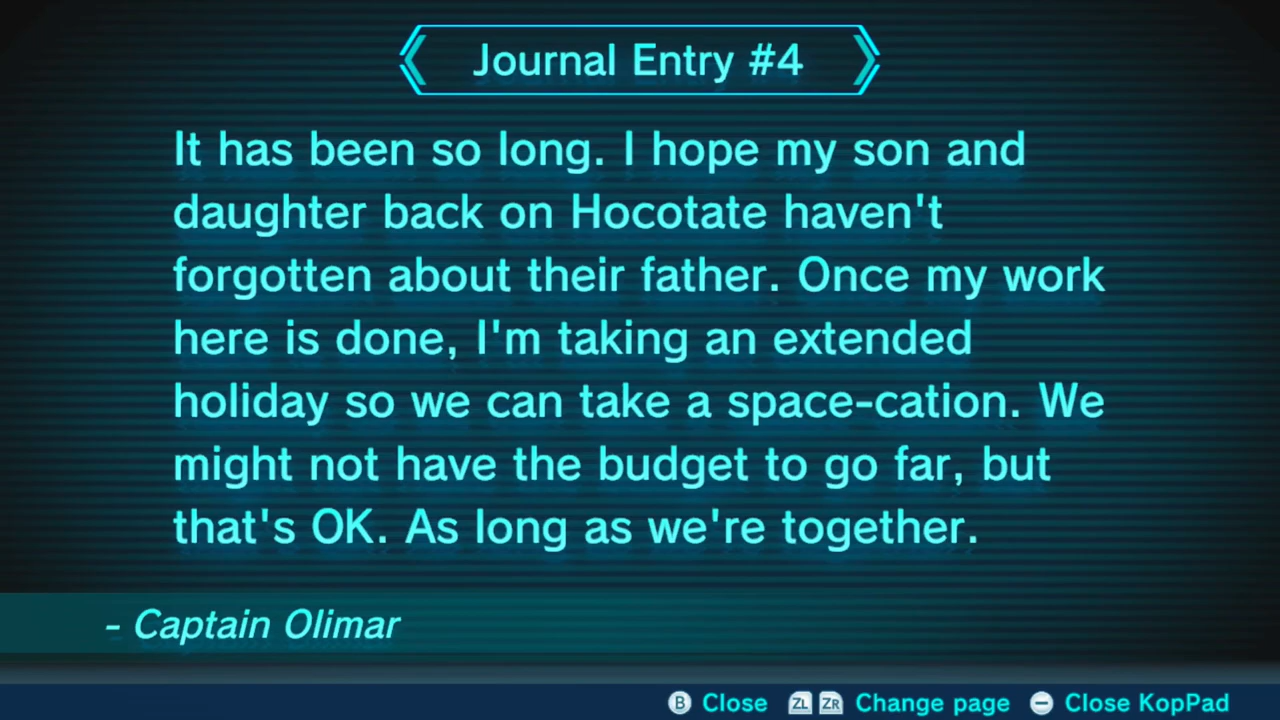 Journal Entry #4
It has been so long. I hope my son and
daughter back on Hocotate haven't
forgotten about their father. Once my work
here is done, I'm taking an extended
holiday so we can take a space-cation. We
might not have the budget to go far, but
that's OK. As long as we're together.
– Captain Olimar
B Close ZL ZR Change page − Close KopPad